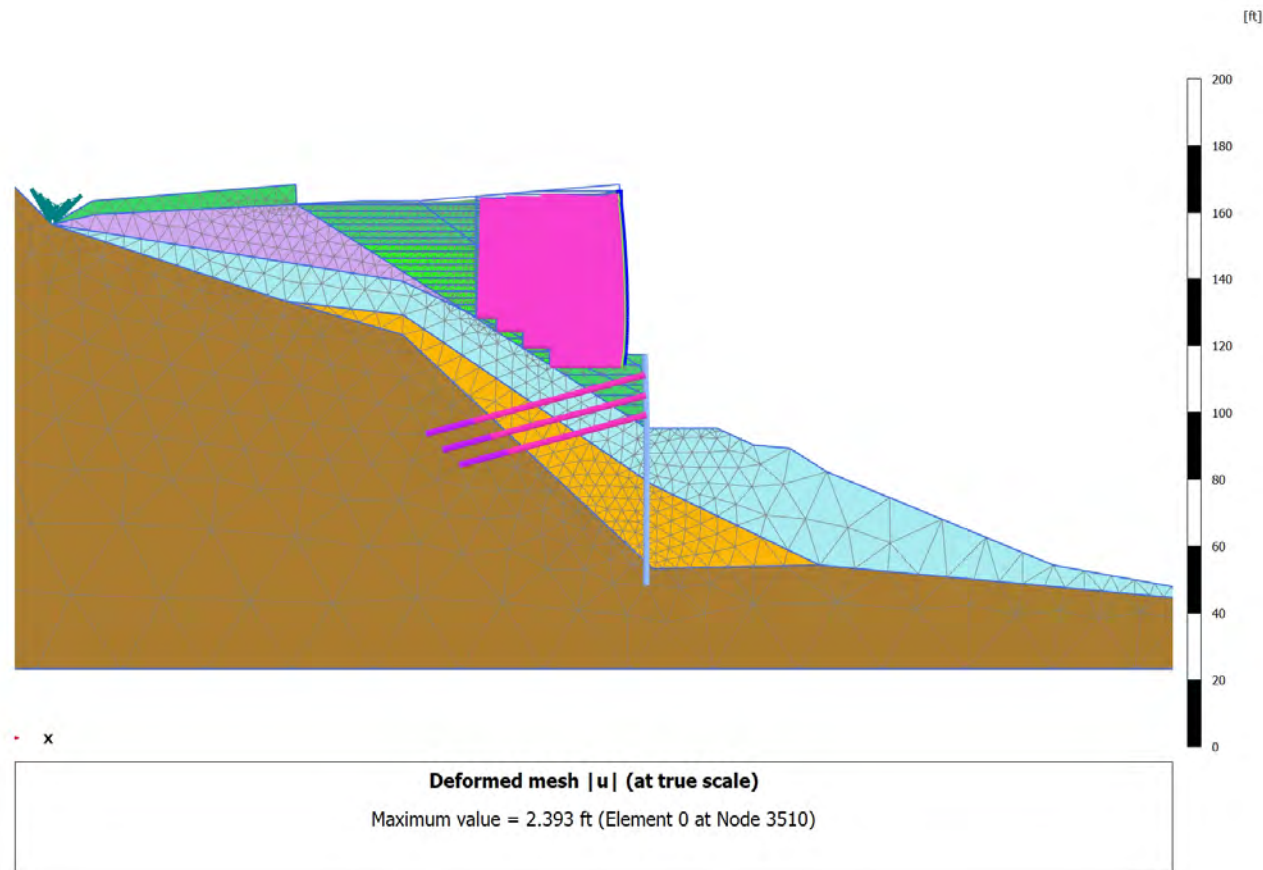 [ft]
200
180
160
140
120
100
80
60
40
20
0
x
Deformed mesh |u| (at true scale)
Maximum value = 2.393 ft (Element 0 at Node 3510)